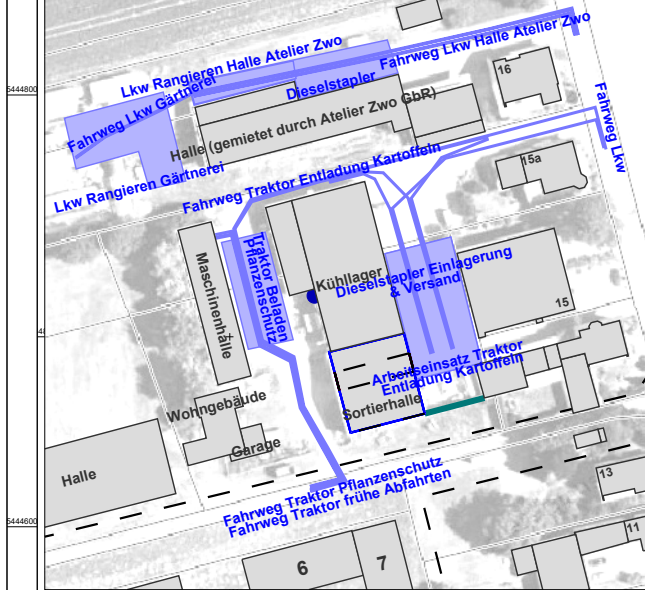 5444800
Lkw Rangieren Halle Atelier Zwo
Fahrweg Lkw Halle Atelier Zwo
Fahrweg Lkw Gärtnerei
Dieselstapler
16
Halle (gemietet durch Atelier Zwo GbR)
Fahrweg Lkw
15a
Lkw Rangieren Gärtnerei
Fahrweg Traktor Entladung Kartoffeln
Maschinenhalle
Traktor Beladen
Pflanzenschutz
Kühllager
Dieselstapler Einlagerung
& Versand
15
Arbeitseinsatz Traktor
Entladung Kartoffeln
Wohngebäude
Sortierhalle
Garage
Halle
Fahrweg Traktor Pflanzenschutz
Fahrweg Traktor frühe Abfahrten
13
5444600
11
6
7